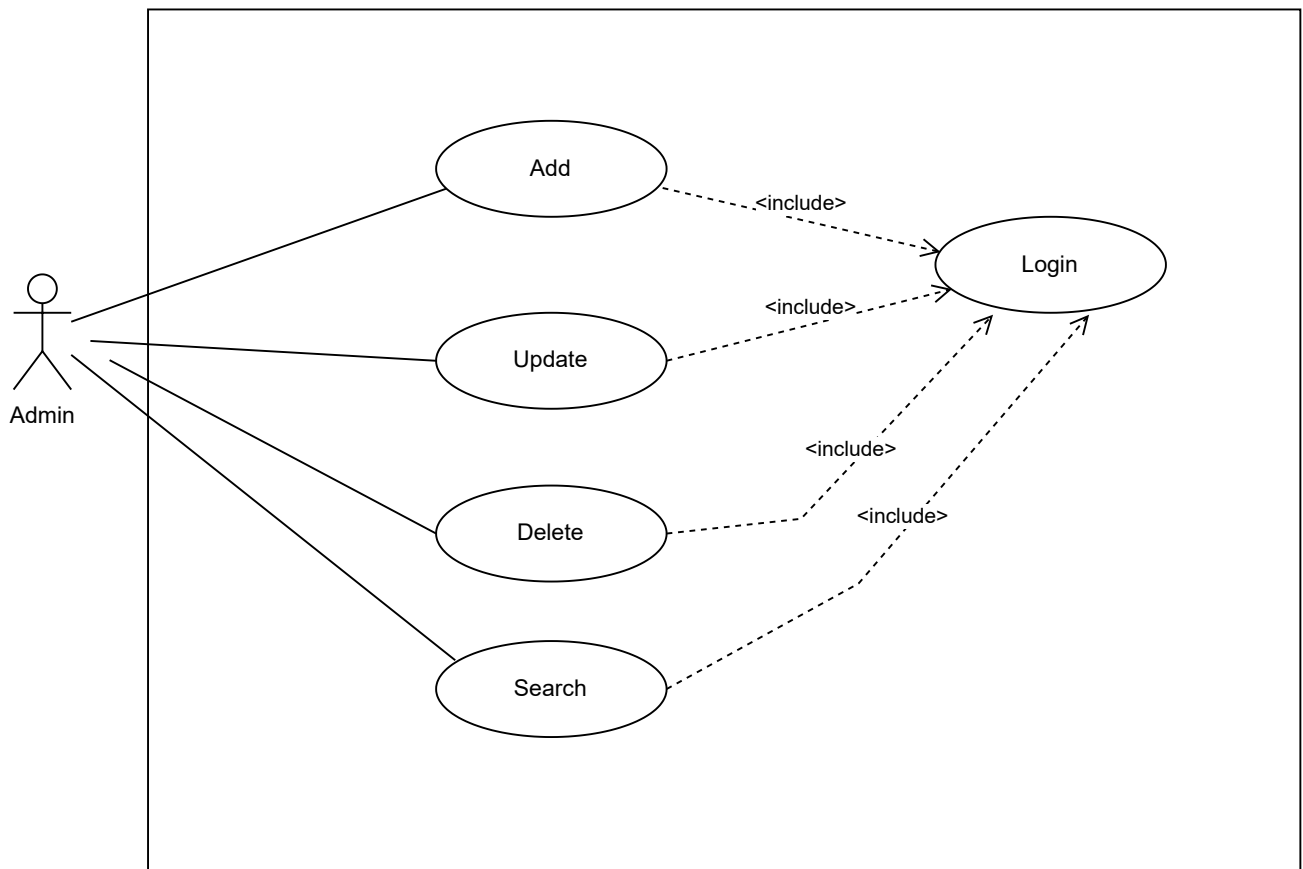 Add
<include>
Login
<include>
Update
Admin
<include>
<include>
Delete
Search